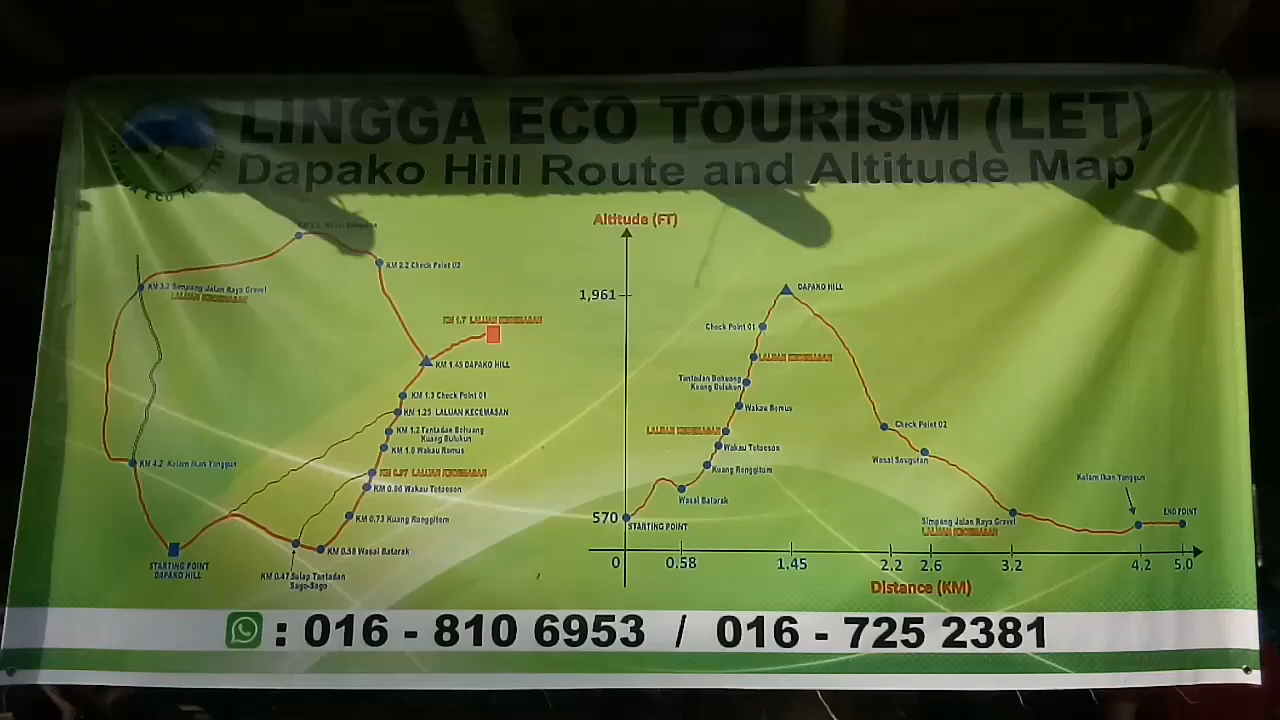 LINGGA ECO TOURISM (LET)
Dapako Hill Route and Altitude Map
KM 2.2 Check Point 02
KM 3.2 Simpang Jalan Raya Gravel
LALUAN KECEMASAN
KM 1.7 LALUAN KECEMASAN
KM 1.45 DAPAKO HILL
KM 1.3 Check Point 01
KM 1.25 LALUAN KECEMASAN
KM 1.2 Tantadan Bohuang
Kuang Bulukun
KM 1.0 Wakau Romus
KM 4.2 Kolam Ikan Yanggun
KM 0.97 LALUAN KECEMASAN
KM 0.90 Wakau Totoeson
KM 0.73 Kuang Ronggitom
KM 0.58 Wasai Batarak
STARTING POINT
DAPAKO HILL
KM 0.47 Sulap Tantadan
Sago-Sago
Altitude (FT)
1,961
DAPAKO HILL
Check Point 01
LALUAN KECEMASAN
Tantadan Bohuang
Kuang Bulukun
Wakau Romus
LALUAN KECEMASAN
Wakau Totoeson
Kuang Ronggitom
Wasai Batarak
570
STARTING POINT
Check Point 02
Wasai Sougutan
Simpang Jalan Raya Gravel
LALUAN KECEMASAN
Kolam Ikan Yanggun
END POINT
0 0.58 1.45 2.2 2.6 3.2 4.2 5.0
Distance (KM)
: 016 - 810 6953 / 016 - 725 2381